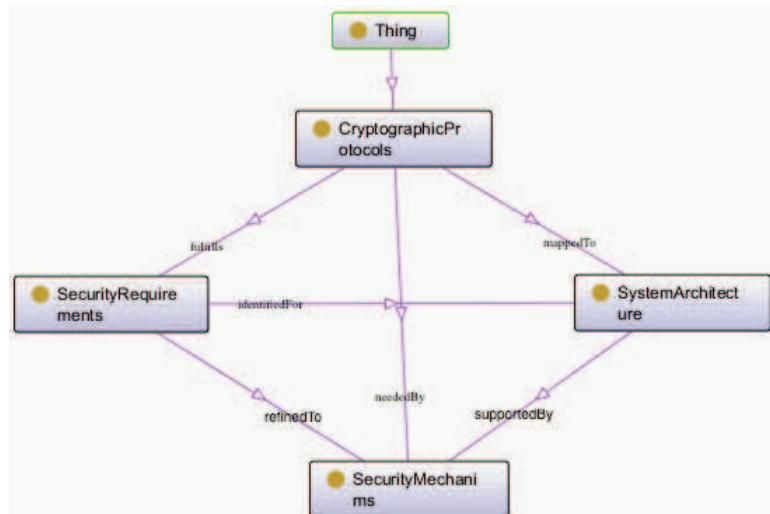 Thing
CryptographicPr
otocols
fulfills
mappedTo
SecurityRequire
ments
identifiedFor
SystemArchitect
ure
neededBy
refinedTo
supportedBy
SecurityMechani
ms